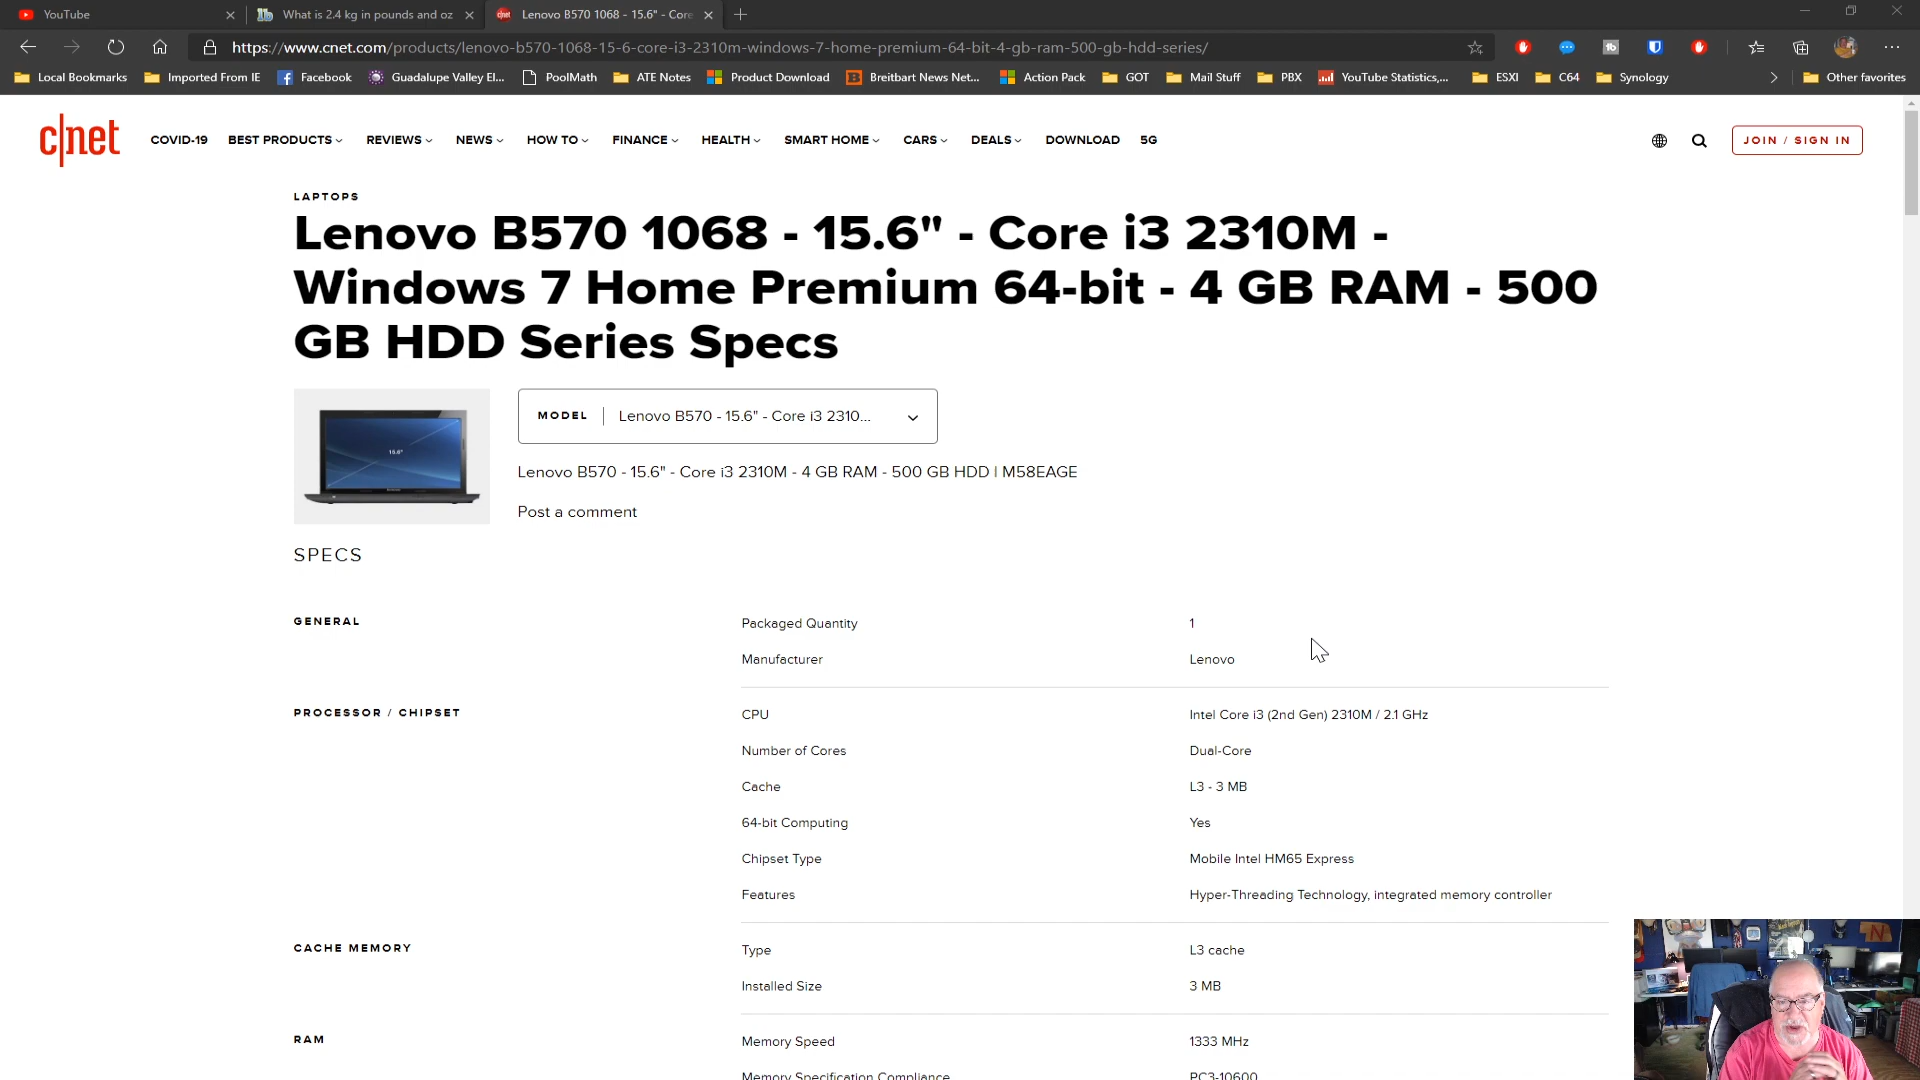 YouTube
What is 2.4 kg in pounds and oz
Lenovo B570 1068 - 15.6" - Core
https://www.cnet.com/products/lenovo-b570-1068-15-6-core-i3-2310m-windows-7-home-premium-64-bit-4-gb-ram-500-gb-hdd-series/
Local Bookmarks Imported From IE Facebook Guadalupe Valley El... PoolMath ATE Notes Product Download Breitbart News Net... Action Pack GOT Mail Stuff PBX YouTube Statistics,... ESXI C64 Synology Other favorites
c|net
COVID-19 BEST PRODUCTS REVIEWS NEWS HOW TO FINANCE HEALTH SMART HOME CARS DEALS DOWNLOAD 5G
JOIN / SIGN IN
LAPTOPS
Lenovo B570 1068 - 15.6" - Core i3 2310M -
Windows 7 Home Premium 64-bit - 4 GB RAM - 500
GB HDD Series Specs
15.6"
MODEL | Lenovo B570 - 15.6" - Core i3 2310...
Lenovo B570 - 15.6" - Core i3 2310M - 4 GB RAM - 500 GB HDD | M58EAGE
Post a comment
SPECS
GENERAL
Packaged Quantity 1
Manufacturer Lenovo
PROCESSOR / CHIPSET
CPU Intel Core i3 (2nd Gen) 2310M / 2.1 GHz
Number of Cores Dual-Core
Cache L3 - 3 MB
64-bit Computing Yes
Chipset Type Mobile Intel HM65 Express
Features Hyper-Threading Technology, integrated memory controller
CACHE MEMORY
Type L3 cache
Installed Size 3 MB
RAM
Memory Speed 1333 MHz
Memory Specification Compliance PC3-10600